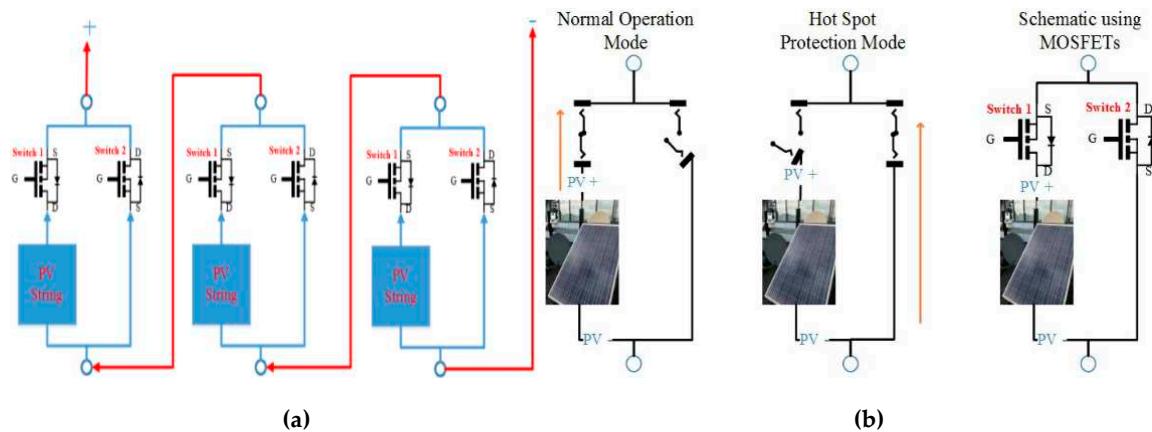 +
-
Switch 1
S
Switch 2
D
G
D
S
PV
String
Switch 1
S
Switch 2
D
G
D
S
PV
String
Switch 1
S
Switch 2
D
G
D
S
PV
String
(a)
Normal Operation
Mode
PV +
PV -
Hot Spot
Protection Mode
PV +
PV -
Schematic using
MOSFETs
Switch 1
S
Switch 2
D
G
G
D
S
PV +
PV -
(b)